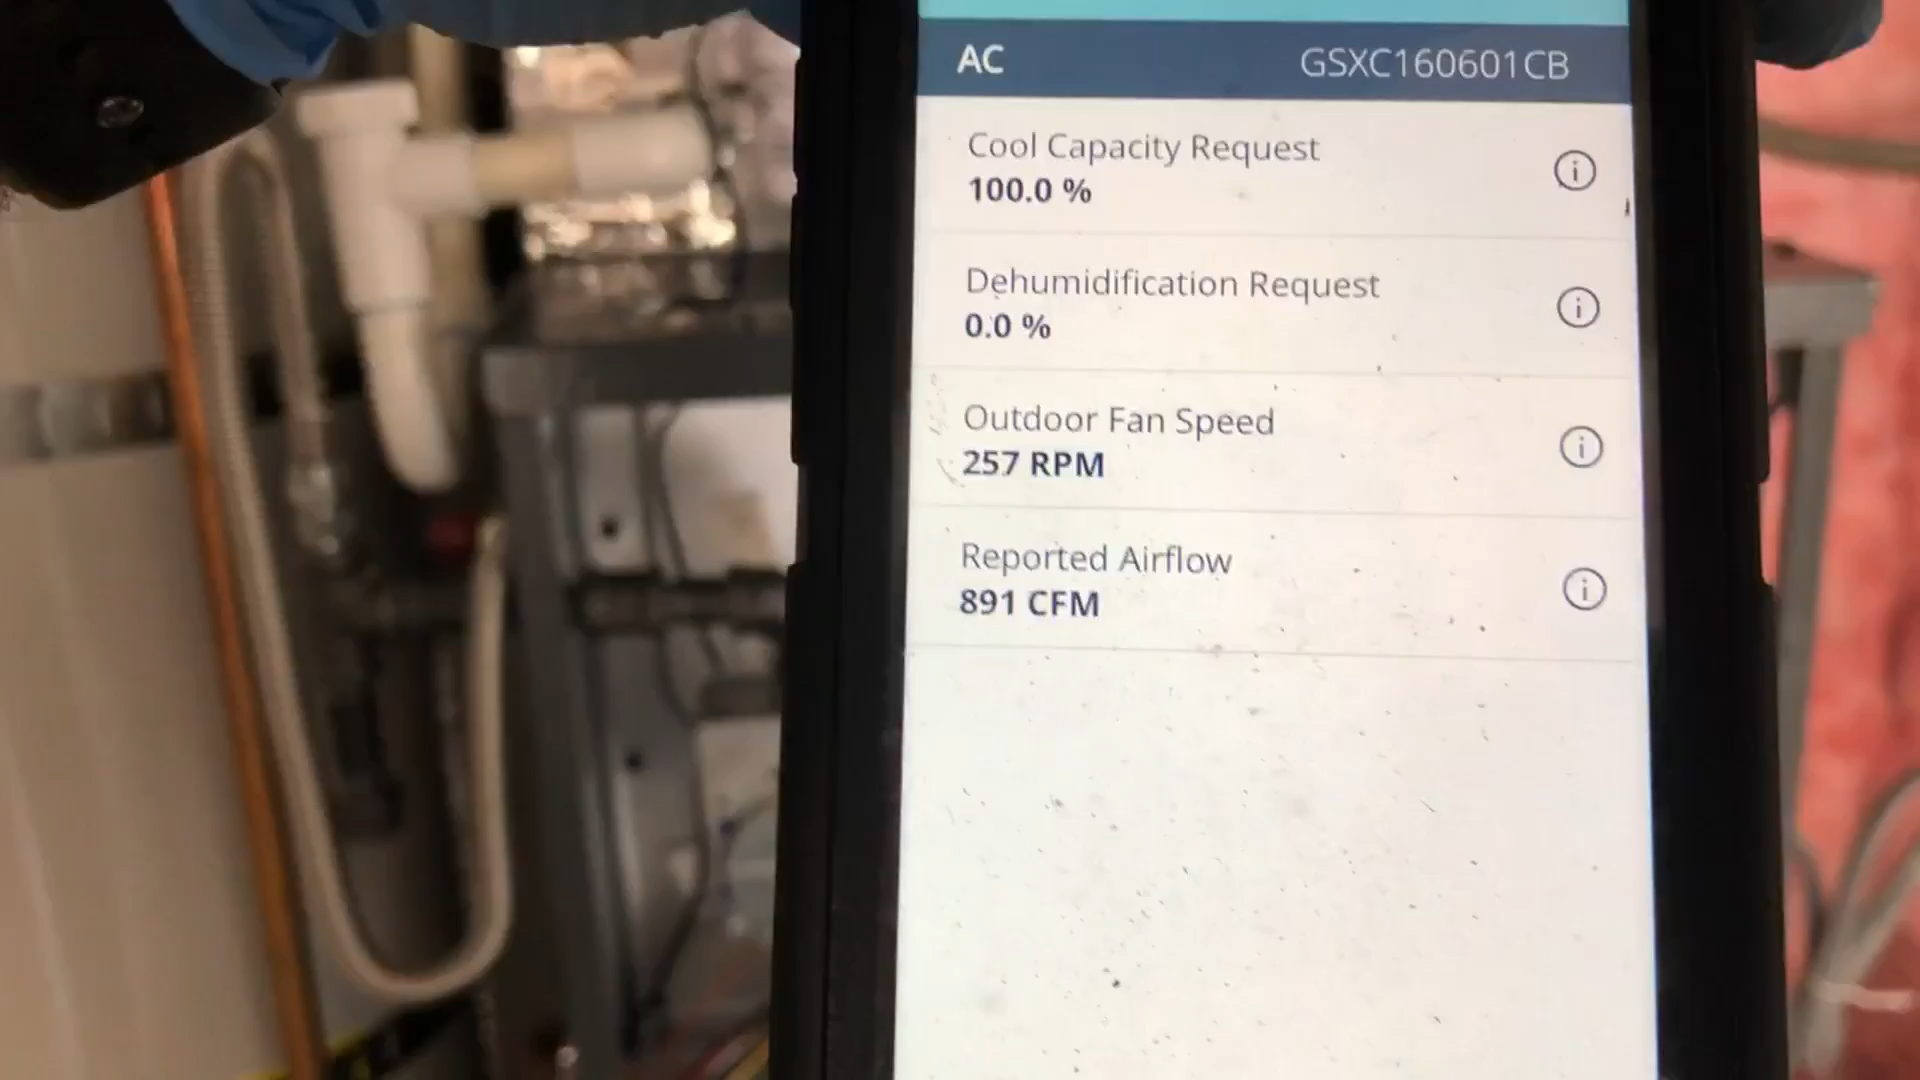 AC GSXC160601CB
Cool Capacity Request
100.0 %
Dehumidification Request
0.0 %
Outdoor Fan Speed
257 RPM
Reported Airflow
891 CFM